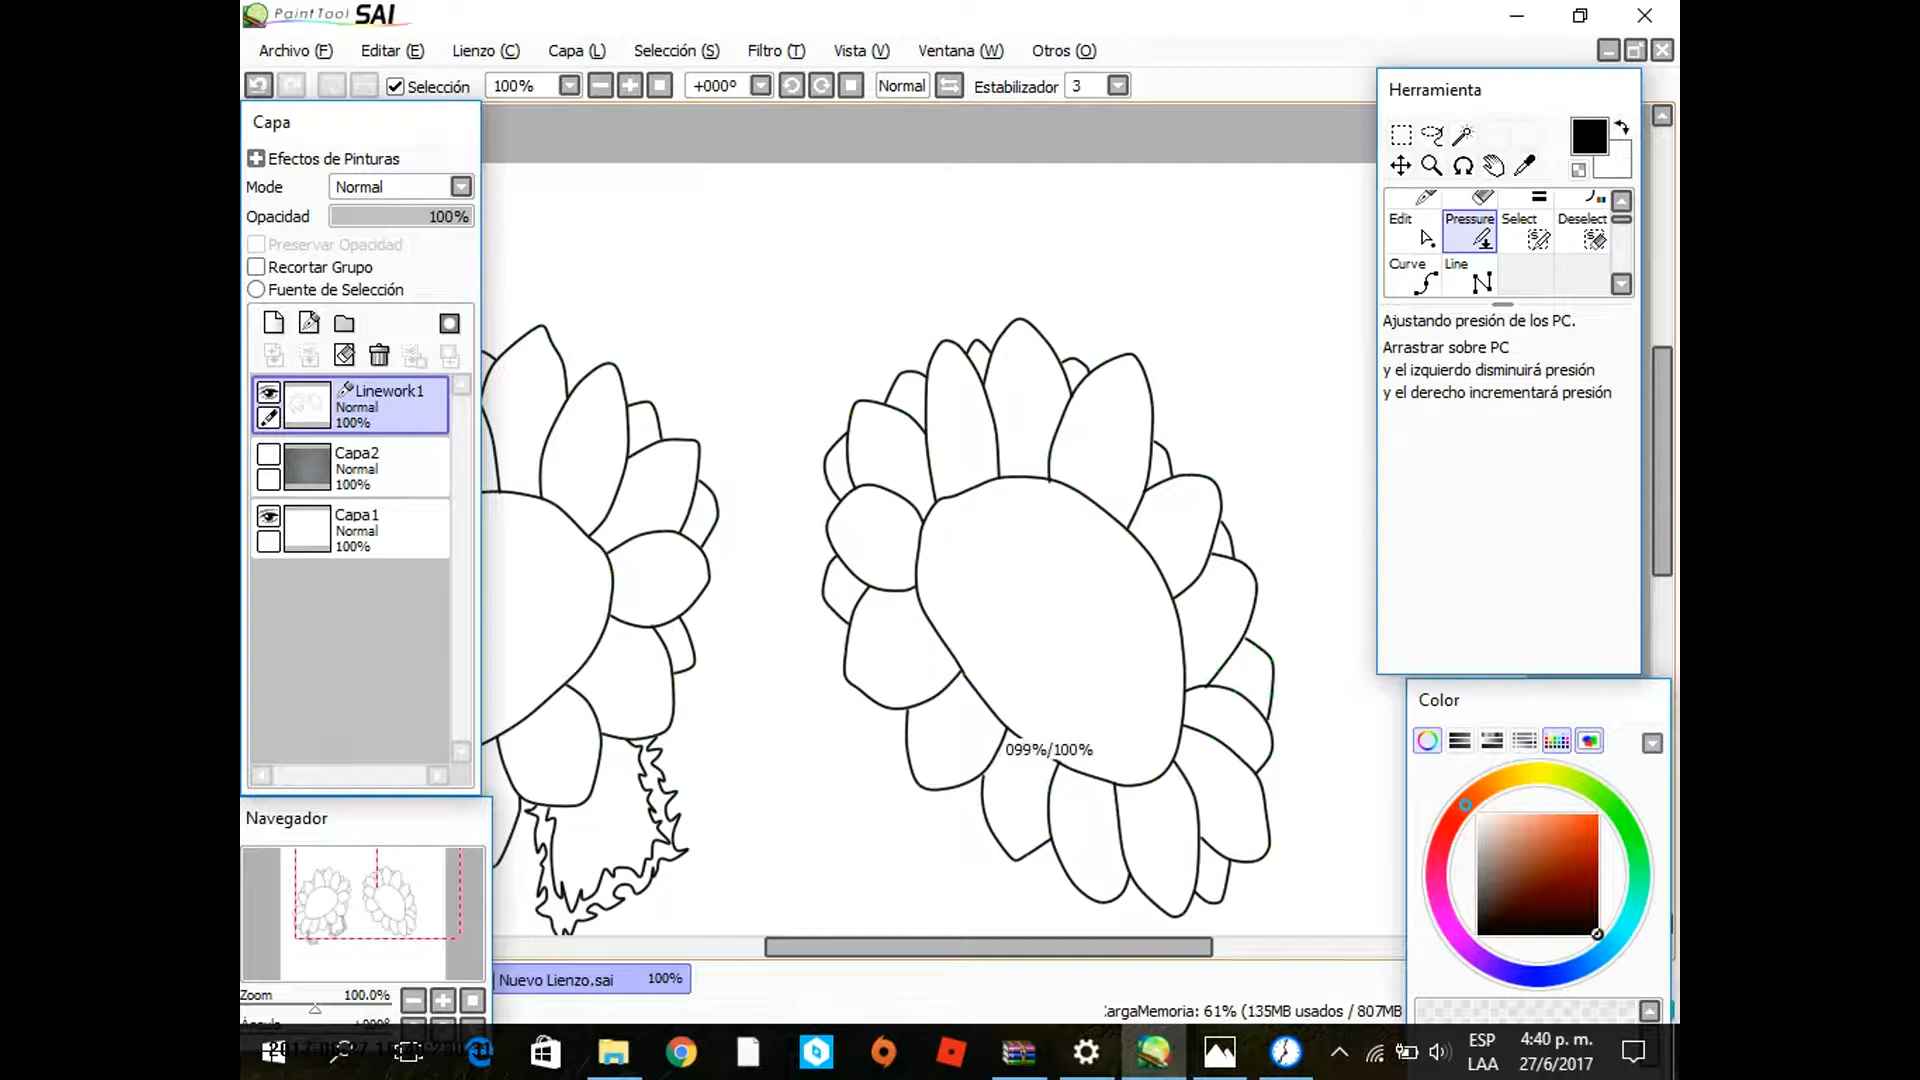 PaintTool SAI
Archivo (F) Editar (E) Lienzo (C) Capa (L) Selección (S) Filtro (T) Vista (V) Ventana (W) Otros (O)
Selección 100% +000º Normal Estabilizador 3
Capa
Efectos de Pinturas
Mode Normal
Opacidad 100%
Preservar Opacidad
Recortar Grupo
Fuente de Selección
Linework1
Normal
100%
Capa2
Normal
100%
Capa1
Normal
100%
Navegador
Zoom 100.0%
+000º
099%/100%
Nuevo Lienzo.sai 100%
argaMemoria: 61% (135MB usados / 807MB
Herramienta
Edit Pressure Select Deselect
Curve Line
Ajustando presión de los PC.
Arrastrar sobre PC
y el izquierdo disminuirá presión
y el derecho incrementará presión
Color
ESP
LAA
4:40 p. m.
27/6/2017